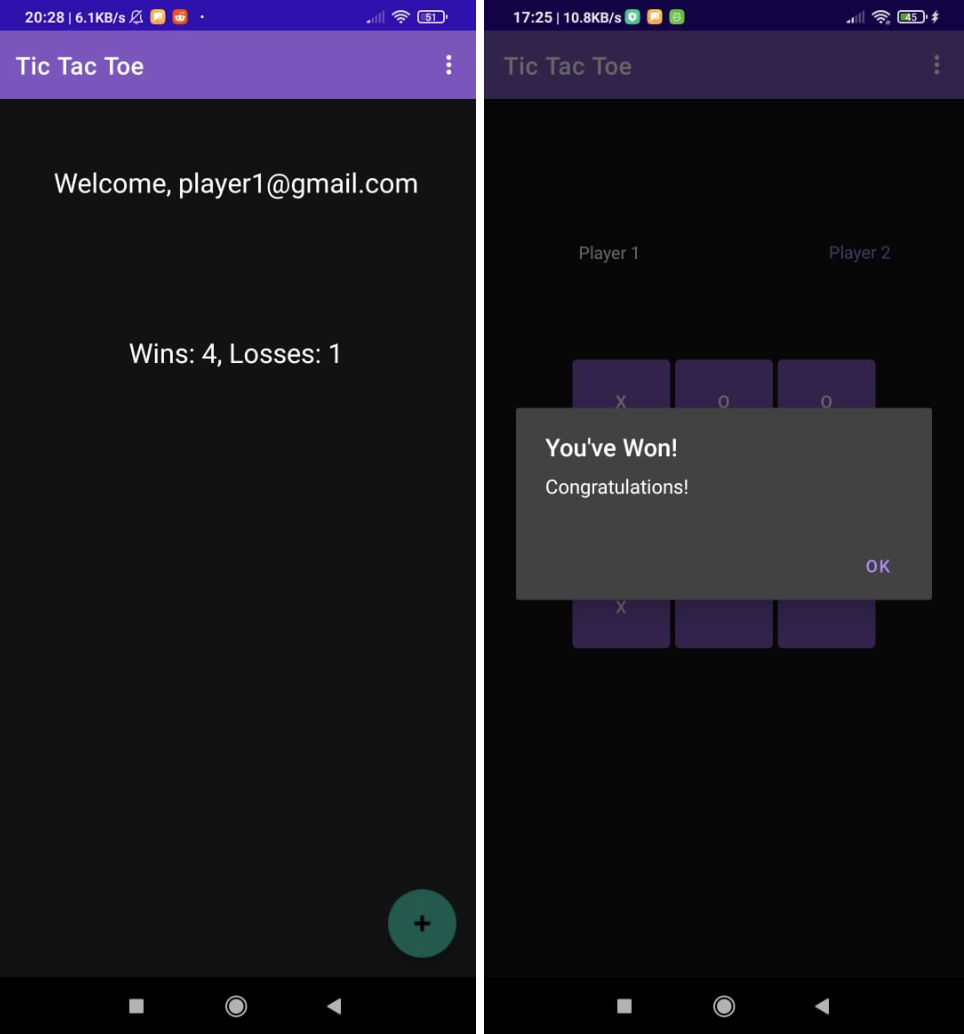 20:28 | 6.1KB/s
51
Tic Tac Toe
Welcome, player1@gmail.com
Wins: 4, Losses: 1
+
17:25 | 10.8KB/s
45
Tic Tac Toe
Player 1 Player 2
X O O
You've Won!
Congratulations!
OK
X